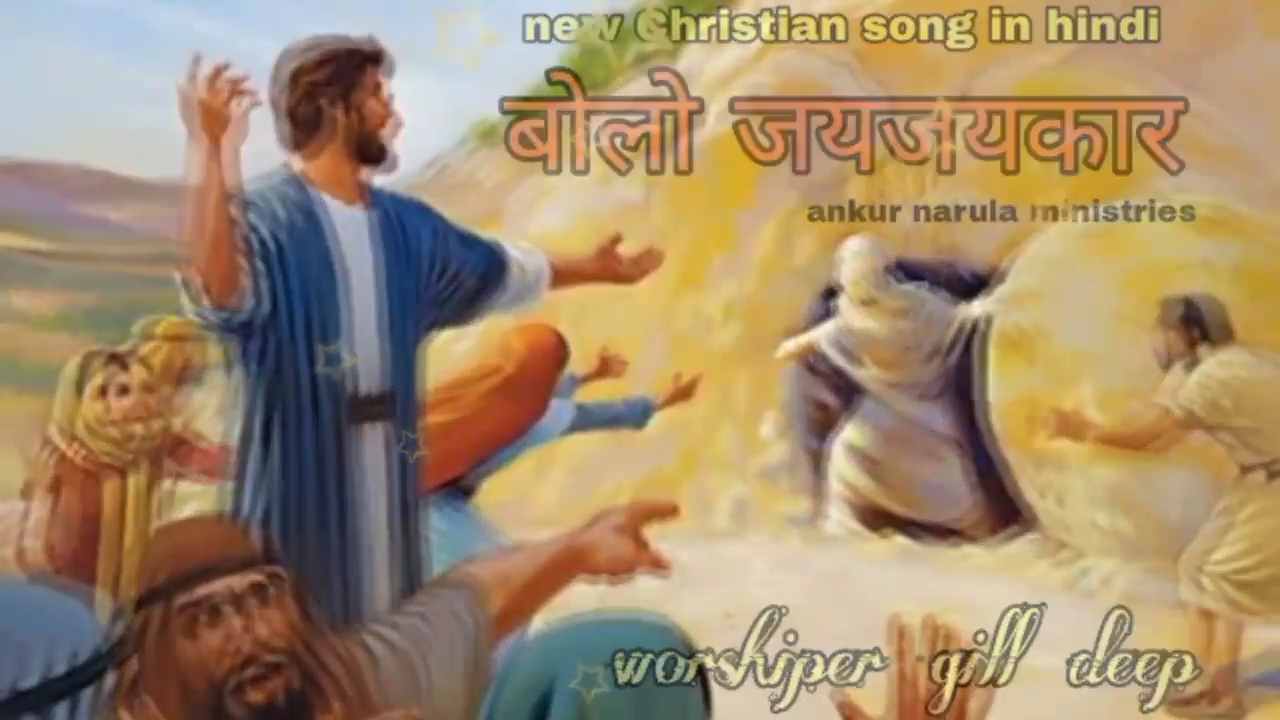 new Christian song in hindi
बोलो जयजयकार
ankur narula ministries
worshiper gill deep